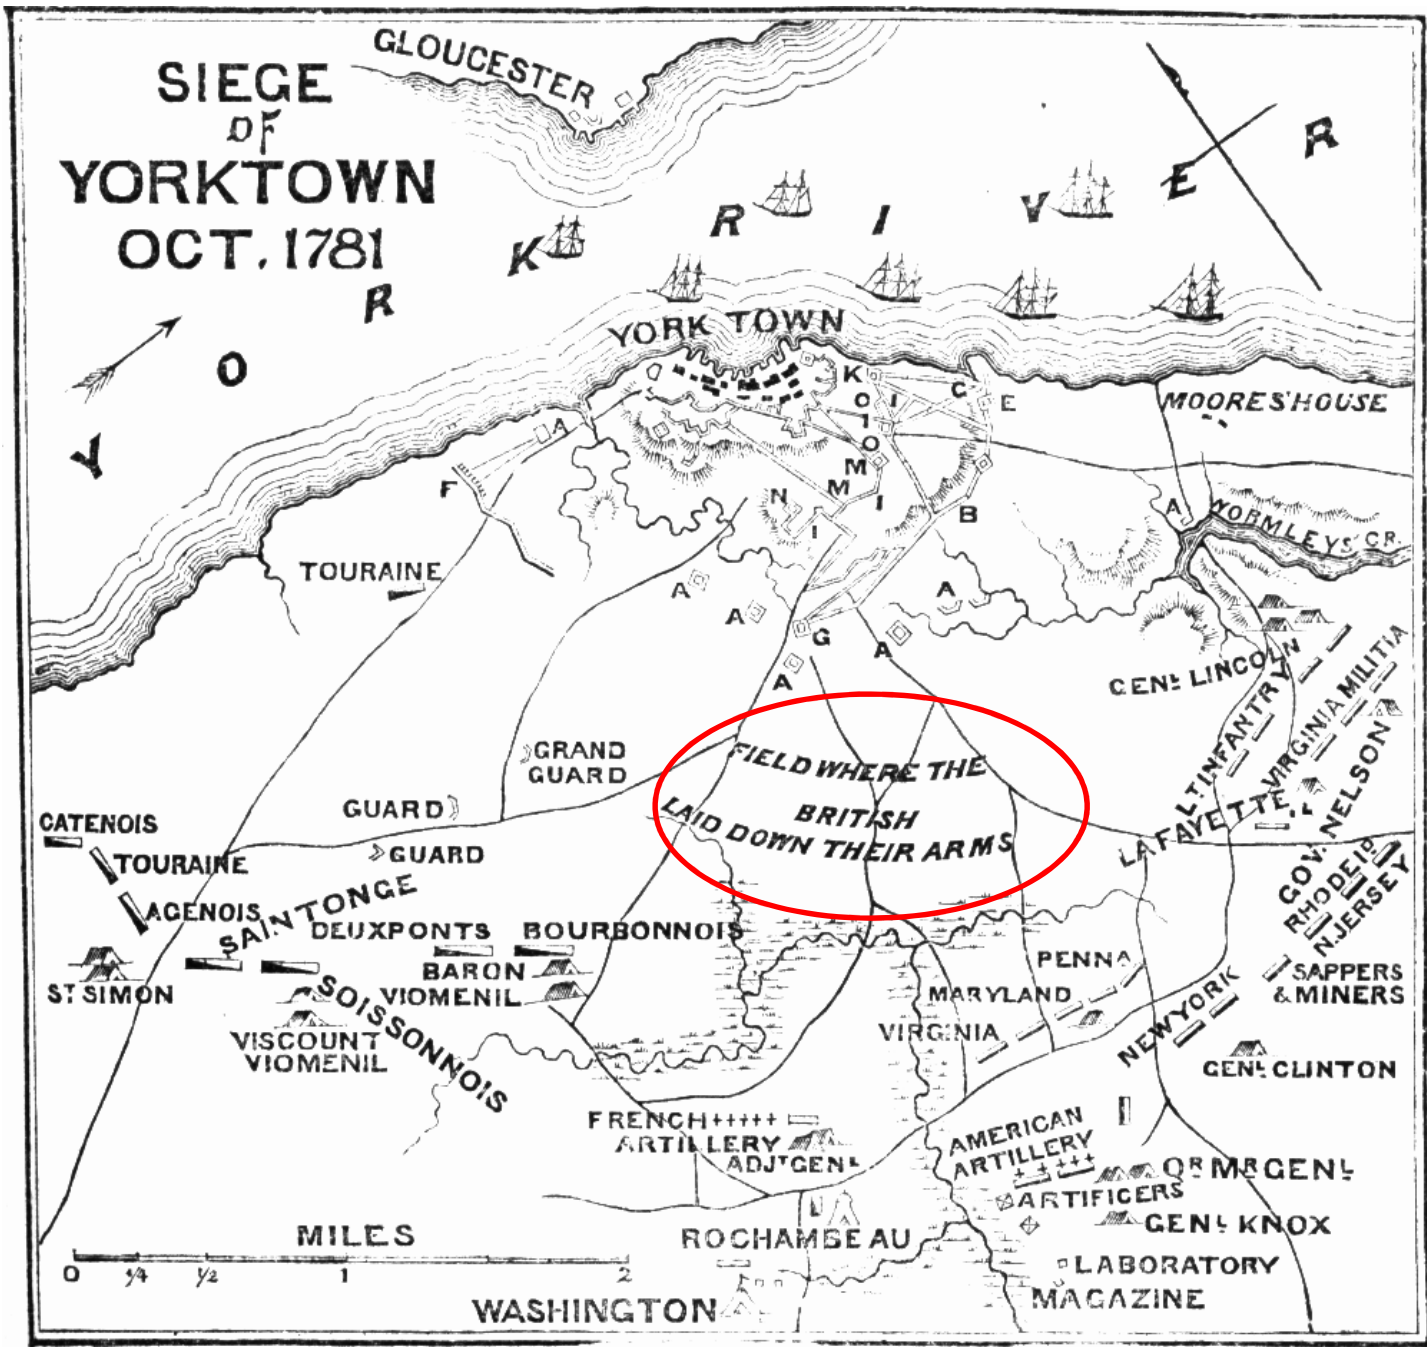 SIEGE
OF
YORKTOWN
OCT. 1781
GLOUCESTER
YORK RIVER
YORK TOWN
K
C
E
O
I
I
O
M
M
I
N
I
B
MOORES' HOUSE
A
F
A
WORMLEYS' CR.
TOURAINE
A
A
A
G
A
A
GENL LINCOLN
LT INFANTRY
VIRGINIA MILITIA
GRAND
GUARD
GUARD
GUARD
FIELD WHERE THE
BRITISH
LAID DOWN THEIR ARMS
LA FAYETTE
GOV. NELSON
RHODE ID
N. JERSEY
CATENOIS
TOURAINE
AGENOIS
SAINTONGE
DEUXPONTS
BOURBONNOIS
ST SIMON
BARON
VIOMENIL
SOISSONNOIS
VISCOUNT
VIOMENIL
PENNA
MARYLAND
VIRGINIA
NEW YORK
SAPPERS
& MINERS
GENL CLINTON
FRENCH
ARTILLERY
ADJT GENL
AMERICAN
ARTILLERY
QR MR GENL
ARTIFICERS
GENL KNOX
ROCHAMBEAU
LABORATORY
MAGAZINE
WASHINGTON
MILES
0 1/4 1/2 1 2